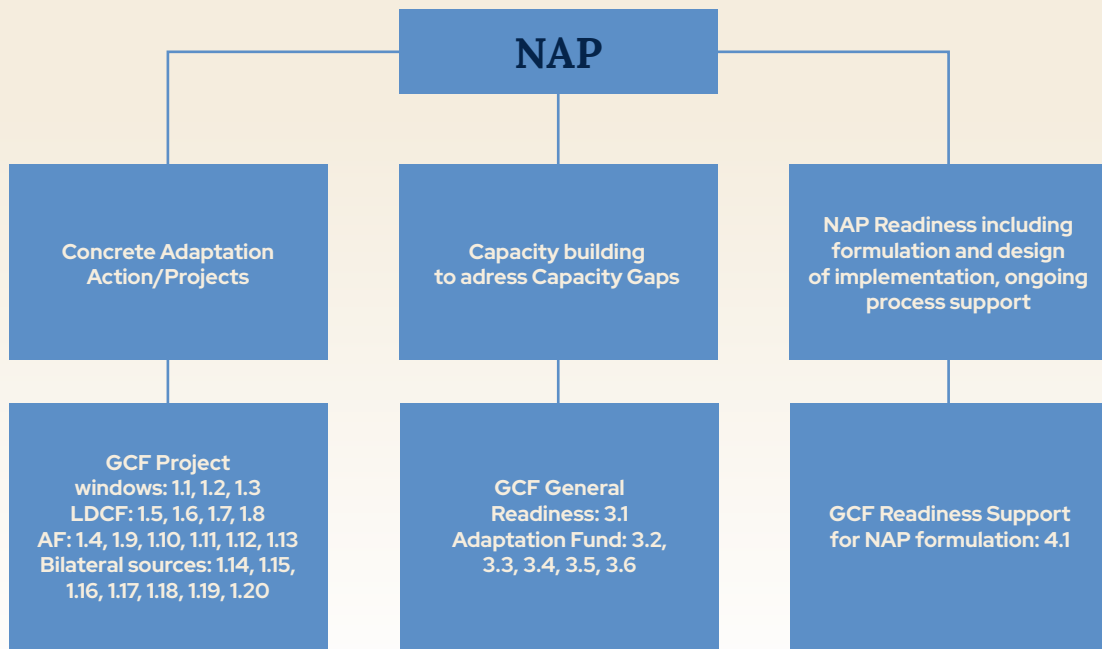 NAP
Concrete Adaptation
Action/Projects
Capacity building
to adress Capacity Gaps
NAP Readiness including
formulation and design
of implementation, ongoing
process support
GCF Project
windows: 1.1, 1.2, 1.3
LDCF: 1.5, 1.6, 1.7, 1.8
AF: 1.4, 1.9, 1.10, 1.11, 1.12, 1.13
Bilateral sources: 1.14, 1.15,
1.16, 1.17, 1.18, 1.19, 1.20
GCF General
Readiness: 3.1
Adaptation Fund: 3.2,
3.3, 3.4, 3.5, 3.6
GCF Readiness Support
for NAP formulation: 4.1